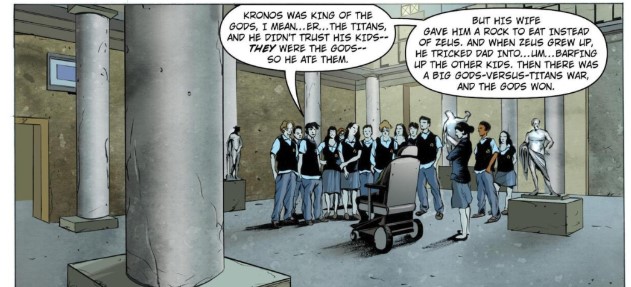 KRONOS WAS KING OF THE
GODS, I MEAN...ER...THE TITANS,
AND HE DIDN'T TRUST HIS KIDS--
THEY WERE THE GODS--
SO HE ATE THEM.
BUT HIS WIFE
GAVE HIM A ROCK TO EAT INSTEAD
OF ZEUS. AND WHEN ZEUS GREW UP,
HE TRICKED DAD INTO...UM...BARFING
UP THE OTHER KIDS. THEN THERE WAS
A BIG GODS-VERSUS-TITANS WAR,
AND THE GODS WON.